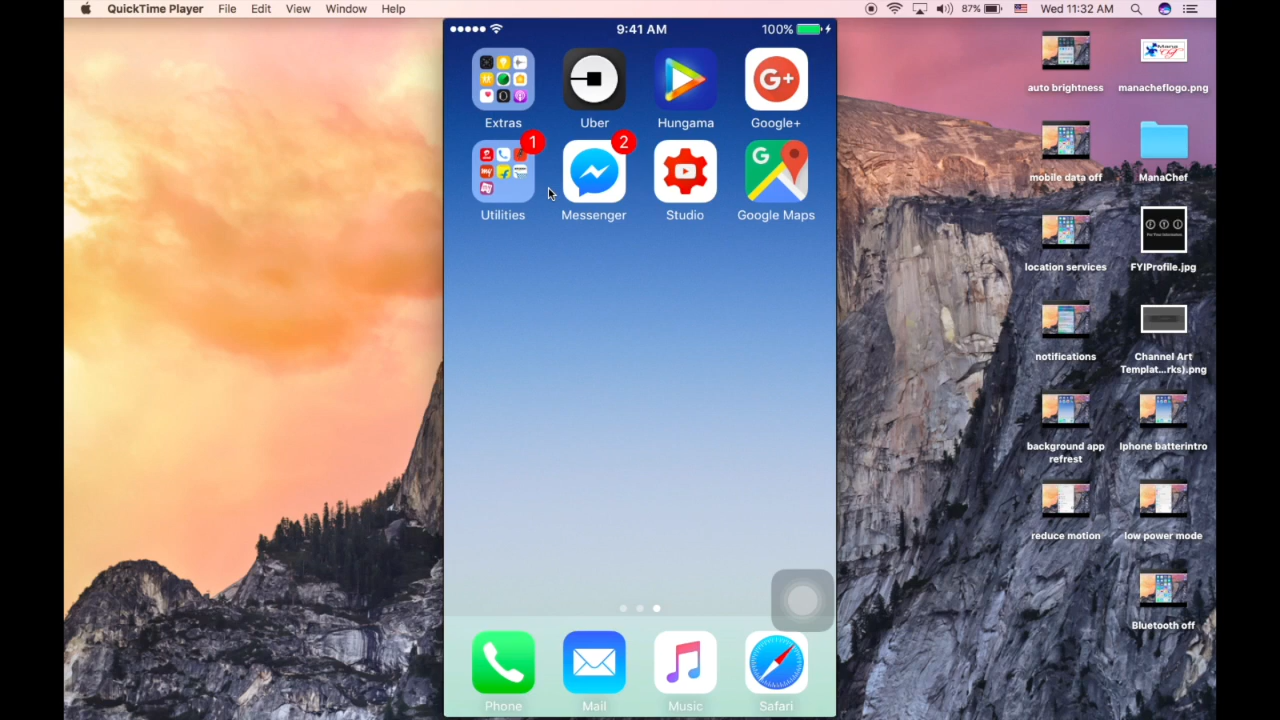 QuickTime Player File Edit View Window Help 87% Wed 11:32 AM
9:41 AM 100%
Extras Uber Hungama Google+
1 2
Utilities Messenger Studio Google Maps
Phone Mail Music Safari
auto brightness manacheflogo.png
mobile data off ManaChef
location services FYIProfile.jpg
notifications Channel Art
Templat...rks).png
background app Iphone batterintro
refrest
reduce motion low power mode
Bluetooth off